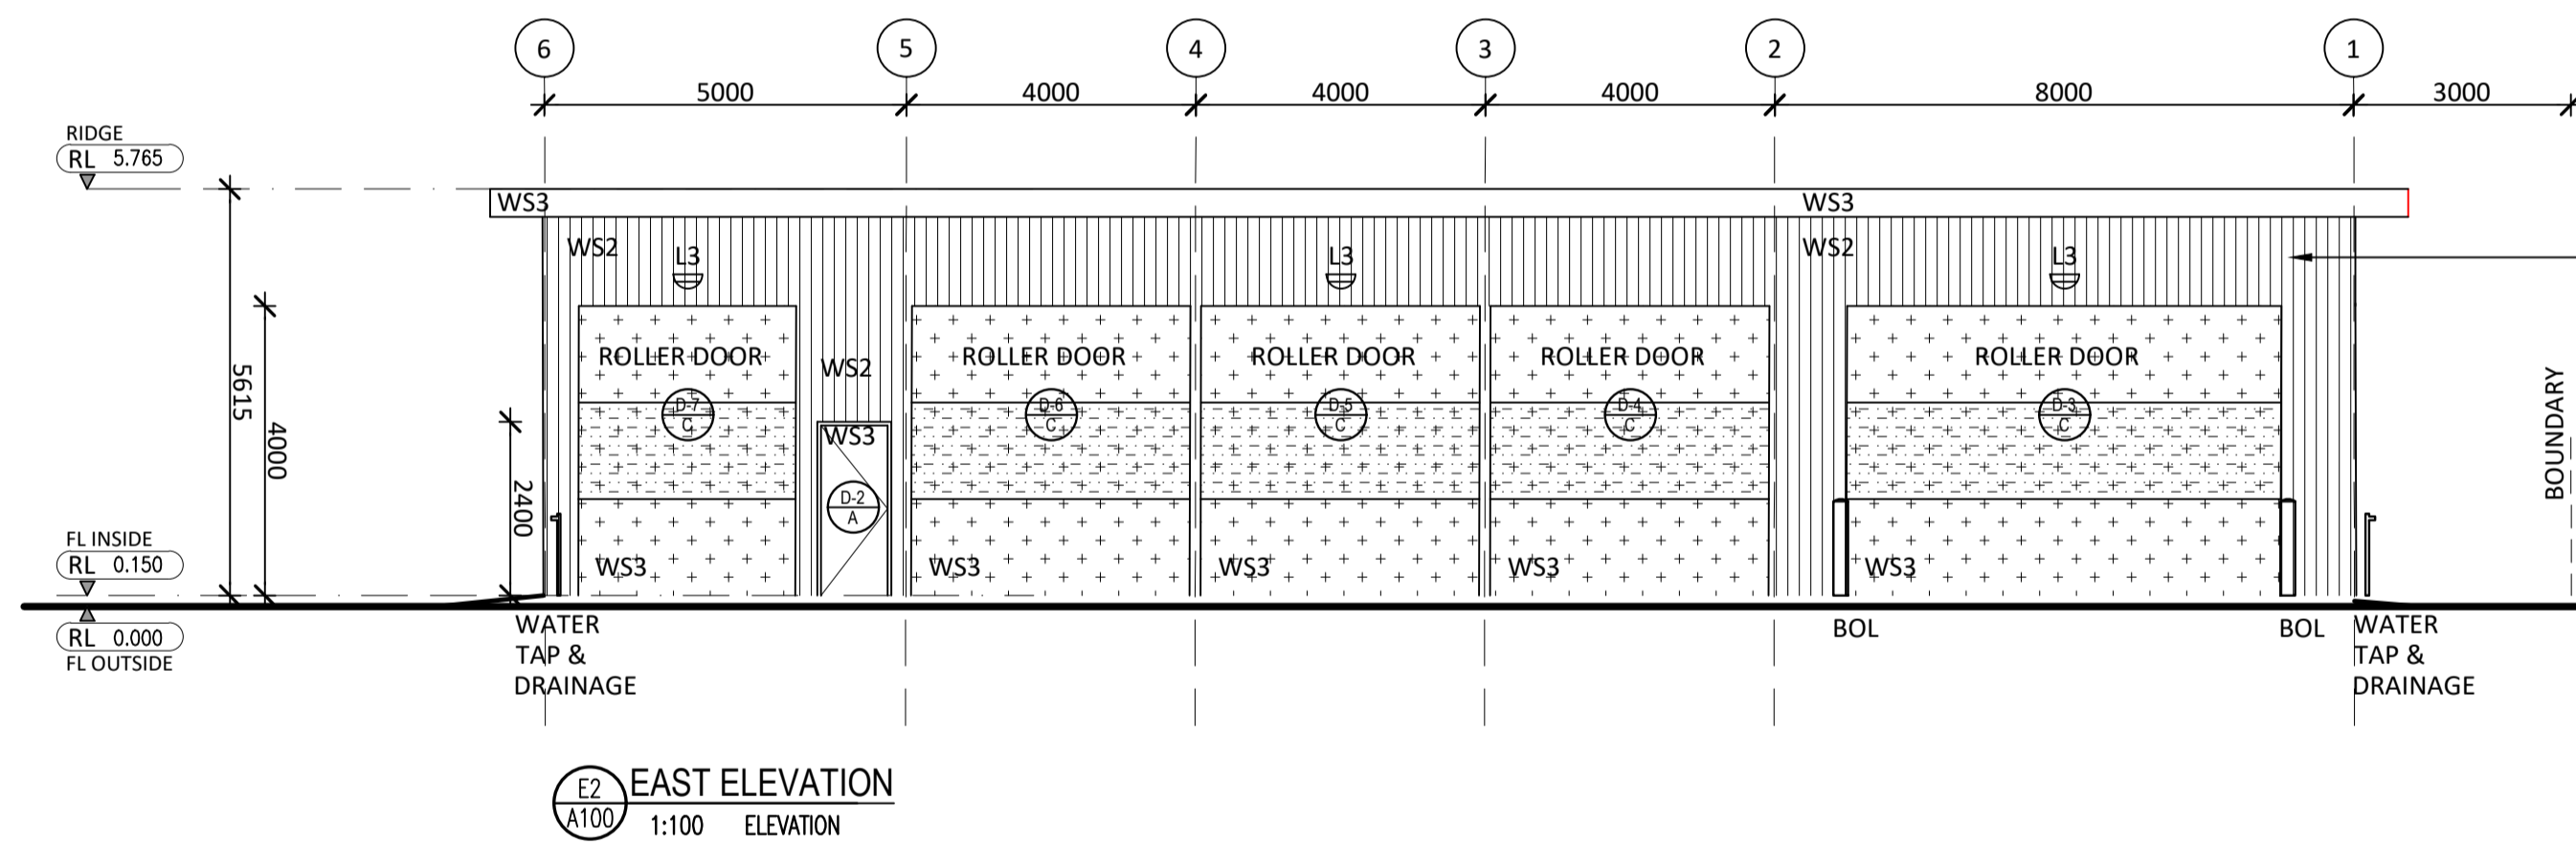 6 5 4 3 2 1
5000 4000 4000 4000 8000 3000
RIDGE
RL 5.765
WS3 WS3
WS2 L3 L3 WS2 L3
ROLLER DOOR ROLLER DOOR ROLLER DOOR ROLLER DOOR ROLLER DOOR
WS2
5615
4000
2400
D-7
C
WS3
D-6
C
D-5
C
D-4
C
D-3
C
BOUNDARY
D-2
A
FL INSIDE
RL 0.150
WS3 WS3 WS3 WS3 WS3
RL 0.000
FL OUTSIDE
WATER
TAP &
DRAINAGE
BOL BOL
WATER
TAP &
DRAINAGE
E2
A100
EAST ELEVATION
1:100 ELEVATION